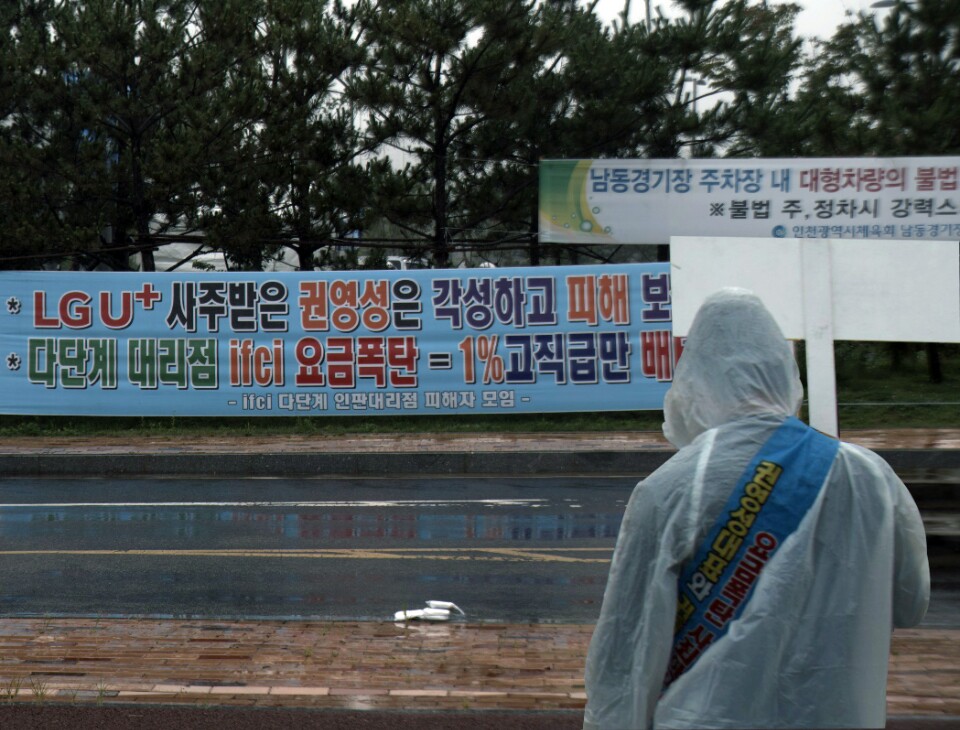 남동경기장 주차장 내 대형차량의 불법
※불법 주,정차시 강력스
인천광역시체육회 남동경기장
* LG U+ 사주받은 권영성은 각성하고 피해 보
* 다단계 대리점 ifci 요금폭탄 = 1%고직급만 배
- ifci 다단계 인판대리점 피해자 모임 -